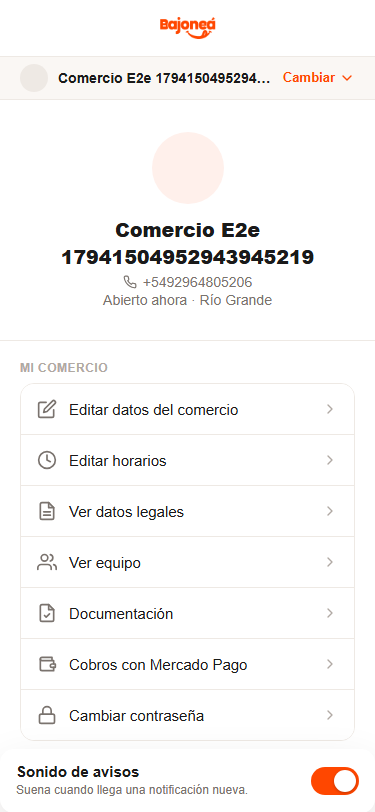 Bajoneá
Comercio E2e 1794150495294... Cambiar
Comercio E2e
17941504952943945219
+5492964805206
Abierto ahora · Río Grande
MI COMERCIO
Editar datos del comercio
Editar horarios
Ver datos legales
Ver equipo
Documentación
Cobros con Mercado Pago
Cambiar contraseña
Sonido de avisos
Suena cuando llega una notificación nueva.